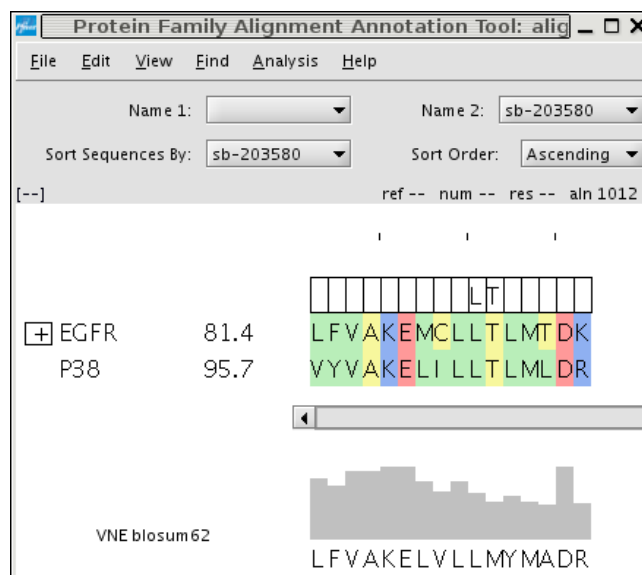 Protein Family Alignment Annotation Tool: alig
File Edit View Find Analysis Help
Name 1: Name 2: sb-203580
Sort Sequences By: sb-203580 Sort Order: Ascending
[--] ref -- num -- res -- aln 1012
LT
EGFR 81.4 LFVAKEMCLLTLMTDK
P38 95.7 VYVAKELILLTLMLDR
VNE blosum62
LFVAKELVLLMYMADR